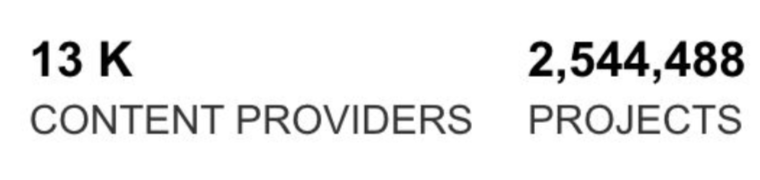 13 K 2,544,488
CONTENT PROVIDERS PROJECTS